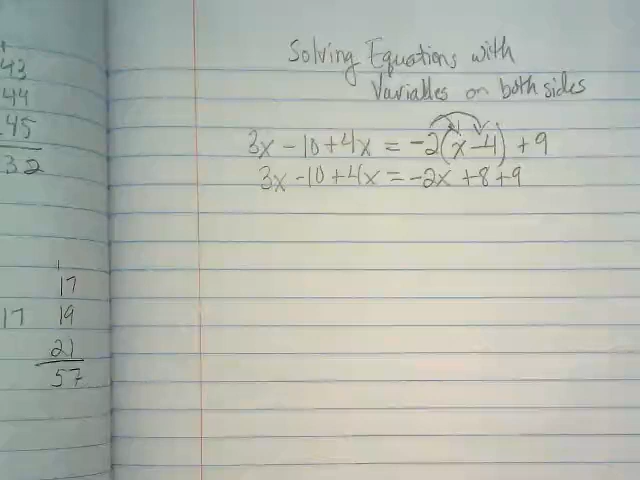 43
44
45
32
1
17
17 19
21
57
Solving Equations with
Variables on both sides
3x - 10 + 4x = -2(x - 4) + 9
3x - 10 + 4x = -2x + 8 + 9